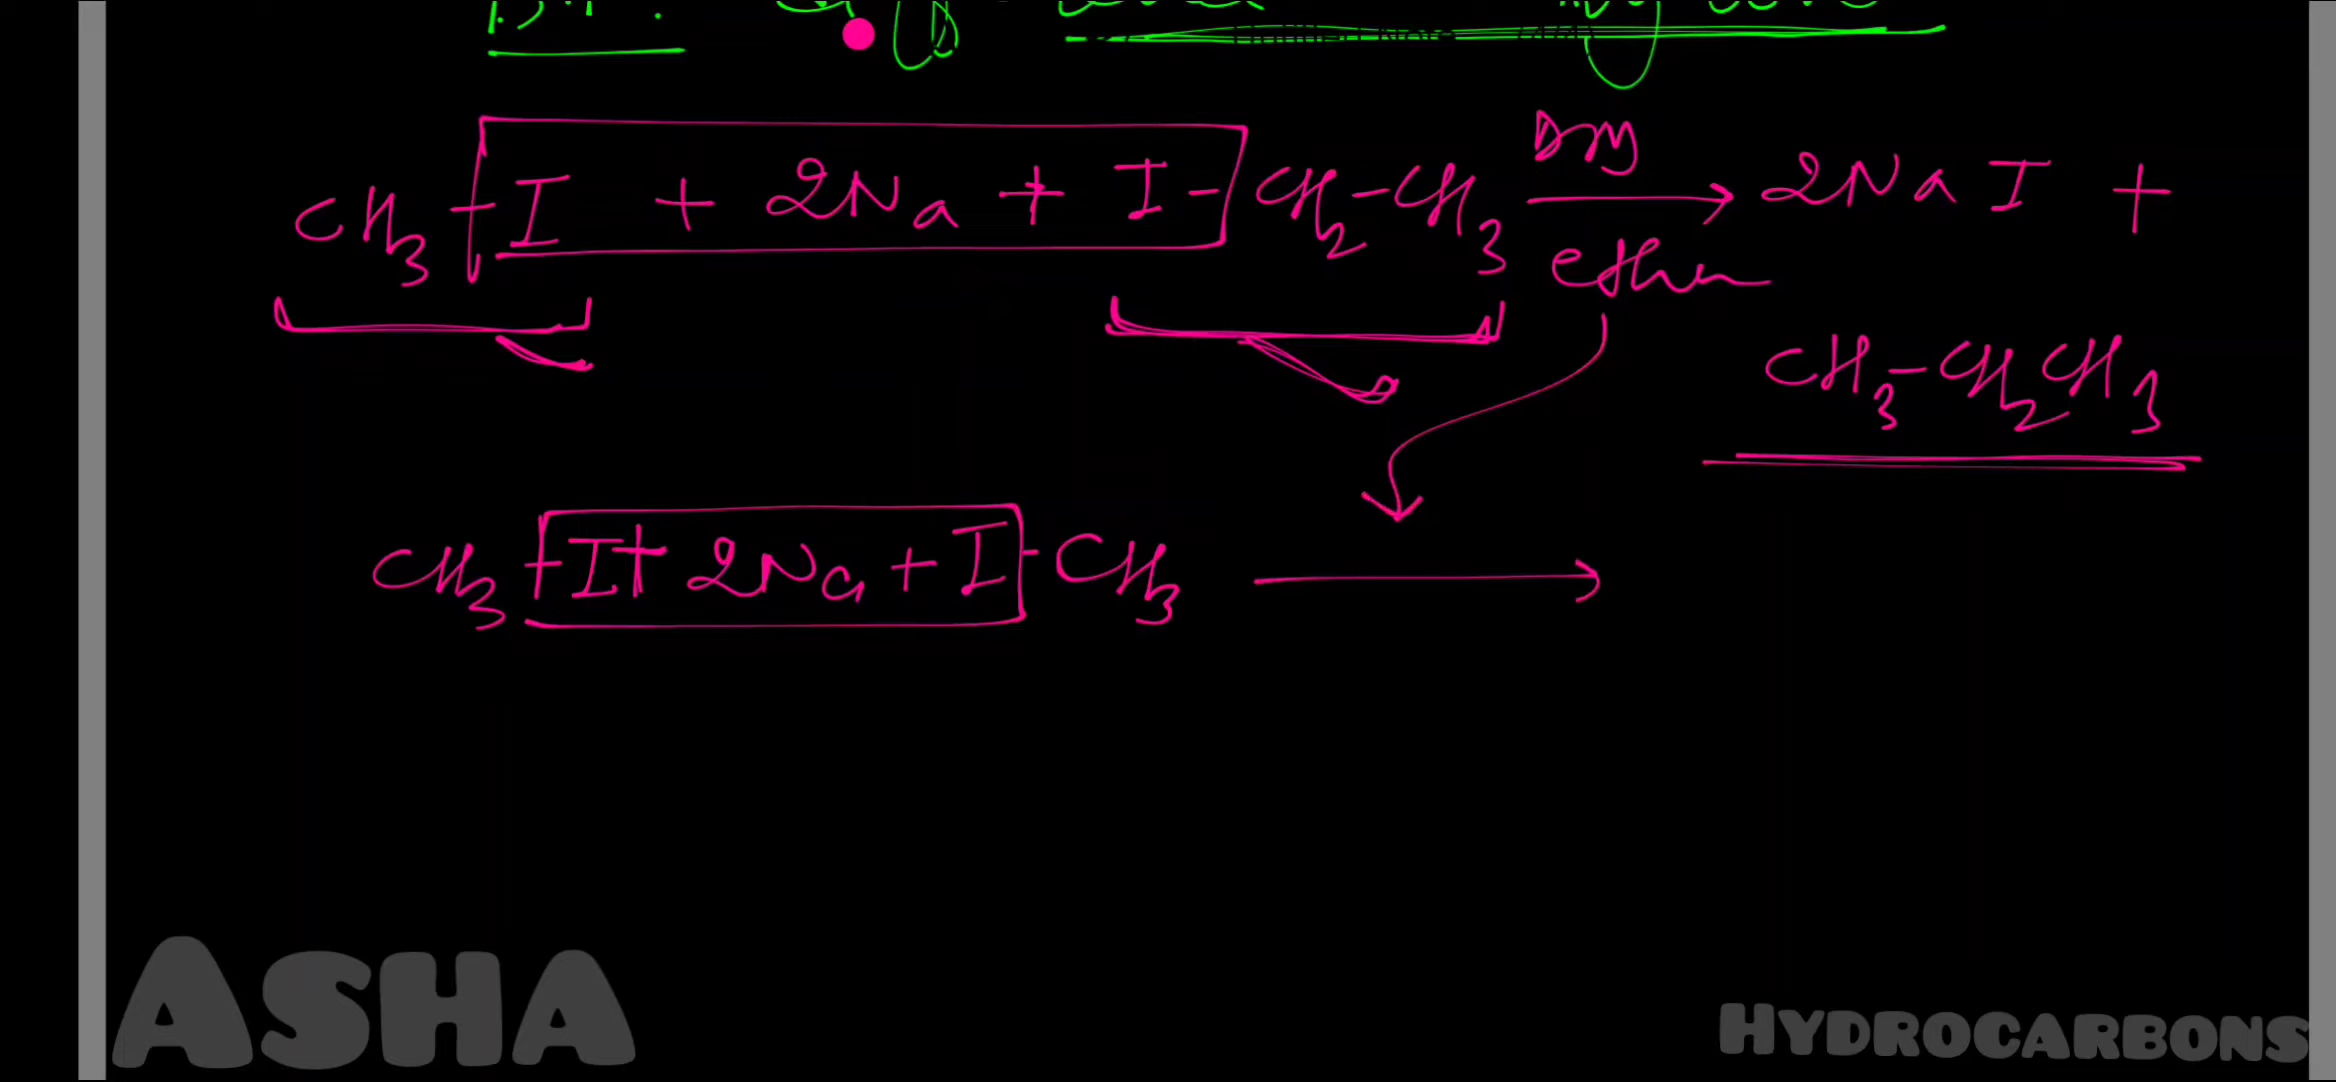 CH₃-I + 2Na + I-CH₂-CH₃ Dry ether → 2NaI +
CH₃-CH₂CH₃
CH₃-I + 2Na + I-CH₃ →
ASHA
HYDROCARBONS